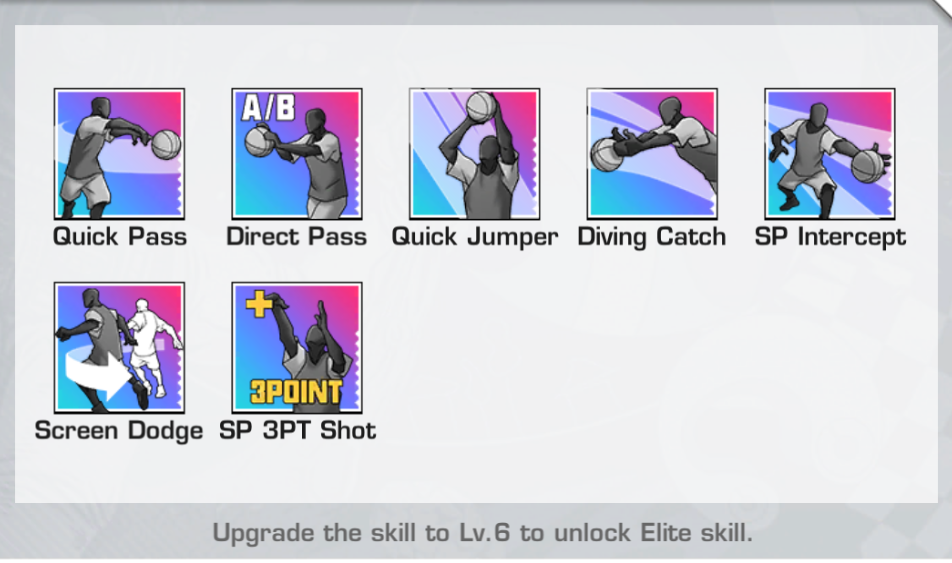 A/B
Quick Pass Direct Pass Quick Jumper Diving Catch SP Intercept
+
3POINT
Screen Dodge SP 3PT Shot
Upgrade the skill to Lv.6 to unlock Elite skill.